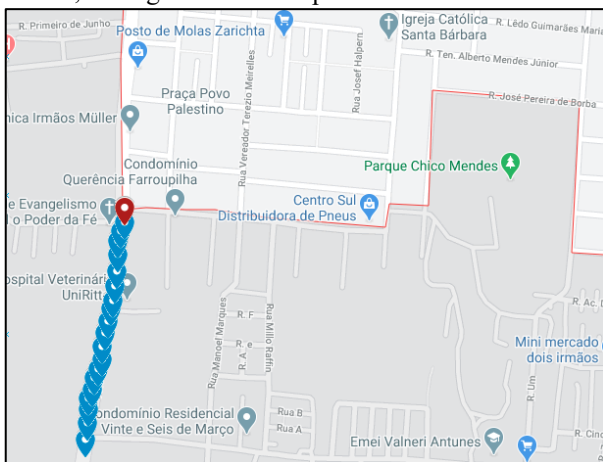 R. Primeiro de Junho
Posto de Molas Zarichta
Igreja Católica
Santa Bárbara
R. Lêdo Guimarães Maria
R. Ten. Alberto Mendes Júnior
Rua Josef Halpern
Rua Vereador Terezio Meirelles
Praça Povo
Palestino
R. José Pereira de Borba
nica Irmãos Müller
Parque Chico Mendes
Condomínio
Querência Farroupilha
Centro Sul
Distribuidora de Pneus
e Evangelismo
l o Poder da Fé
ospital Veterinári
UniRitt
R. Ac. D
Rua Manoel Marques
R. F
Rua Millo Raffin
R. A
R. e
Mini mercado
dois irmãos
R. Um
ondomínio Residencial
Vinte e Seis de Março
Rua B
Rua A
Emei Valneri Antunes
R. Cinc